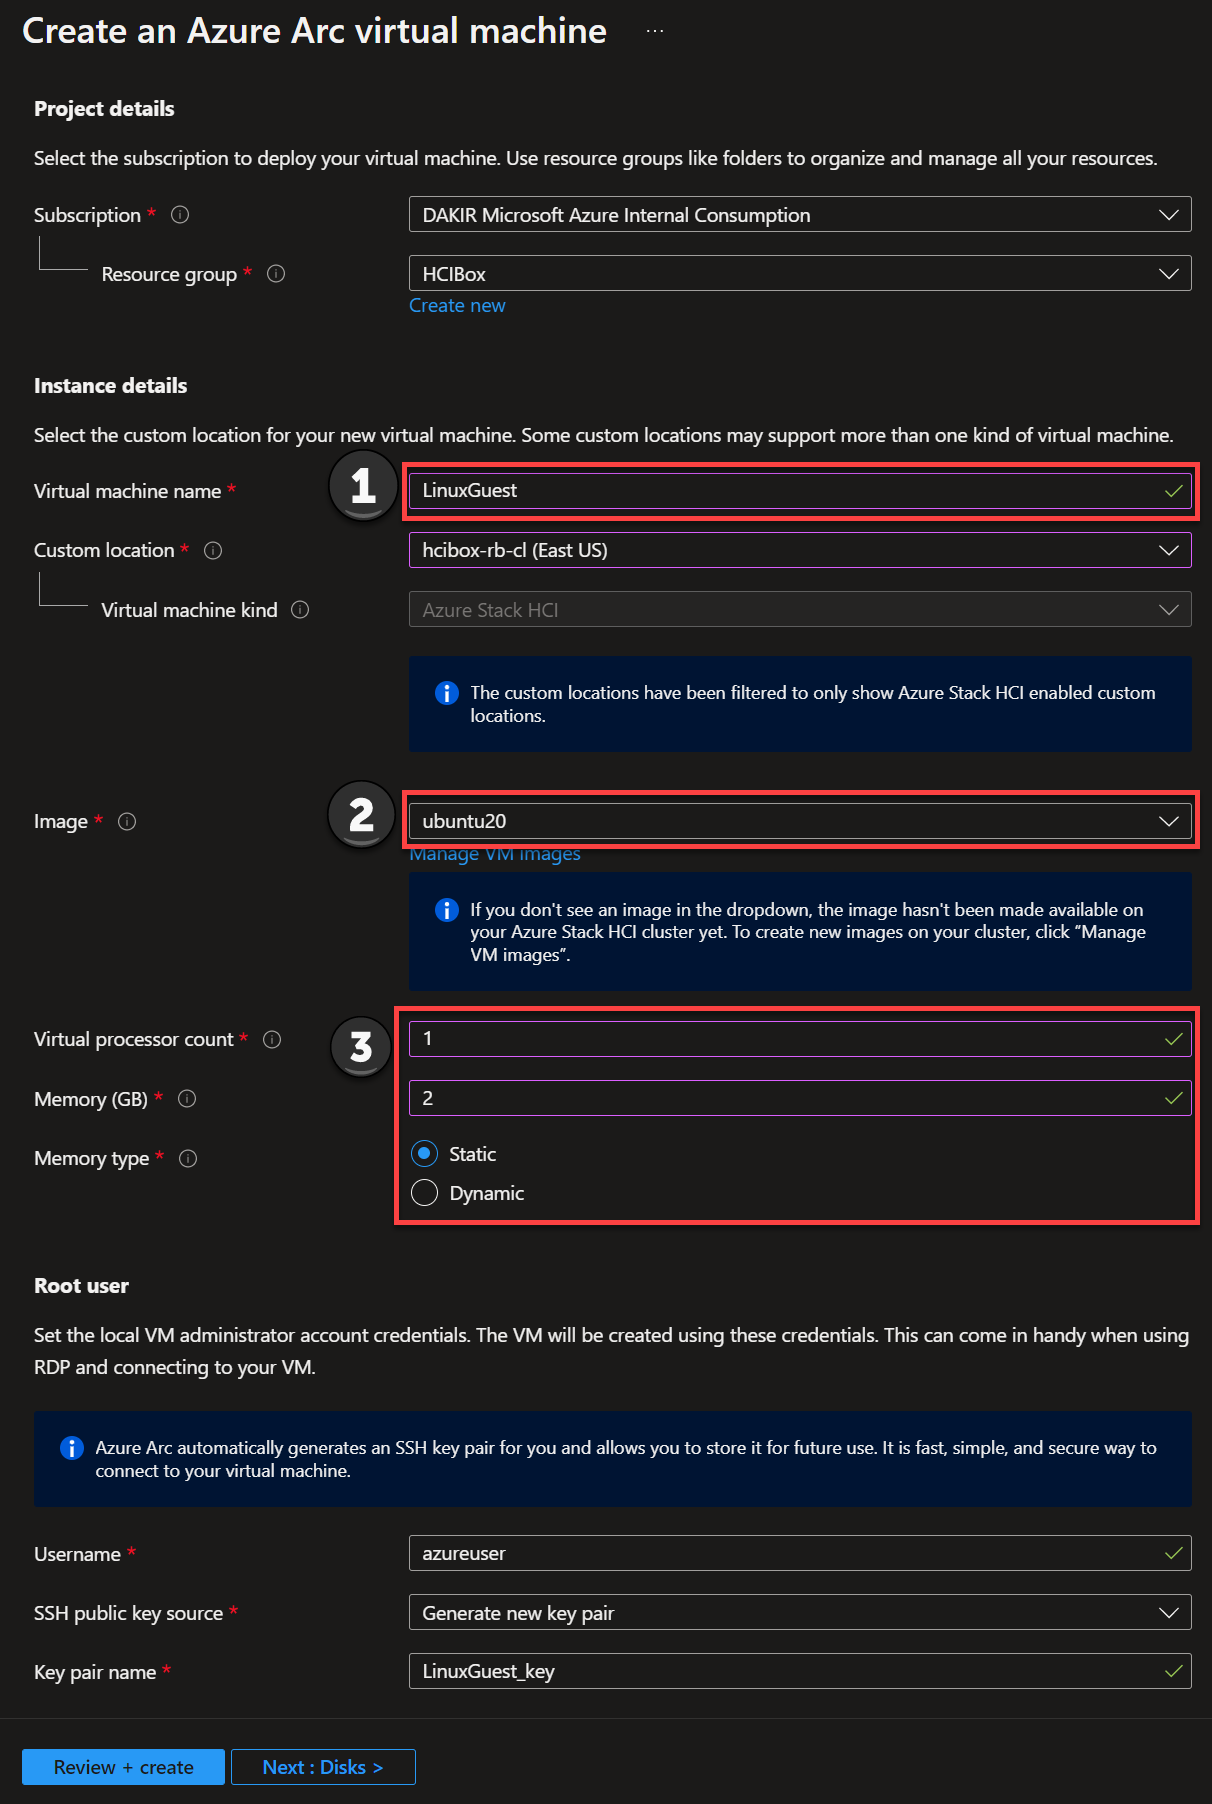 Create an Azure Arc virtual machine ...
Project details
Select the subscription to deploy your virtual machine. Use resource groups like folders to organize and manage all your resources.
Subscription *
DAKIR Microsoft Azure Internal Consumption
Resource group *
HCIBox
Create new
Instance details
Select the custom location for your new virtual machine. Some custom locations may support more than one kind of virtual machine.
Virtual machine name *
1
LinuxGuest
Custom location *
hcibox-rb-cl (East US)
Virtual machine kind
Azure Stack HCI
The custom locations have been filtered to only show Azure Stack HCI enabled custom
locations.
Image *
2
ubuntu20
Manage VM images
If you don't see an image in the dropdown, the image hasn't been made available on
your Azure Stack HCI cluster yet. To create new images on your cluster, click “Manage
VM images”.
Virtual processor count *
3
1
Memory (GB) *
2
Memory type *
Static
Dynamic
Root user
Set the local VM administrator account credentials. The VM will be created using these credentials. This can come in handy when using
RDP and connecting to your VM.
Azure Arc automatically generates an SSH key pair for you and allows you to store it for future use. It is fast, simple, and secure way to
connect to your virtual machine.
Username *
azureuser
SSH public key source *
Generate new key pair
Key pair name *
LinuxGuest_key
Review + create
Next : Disks >